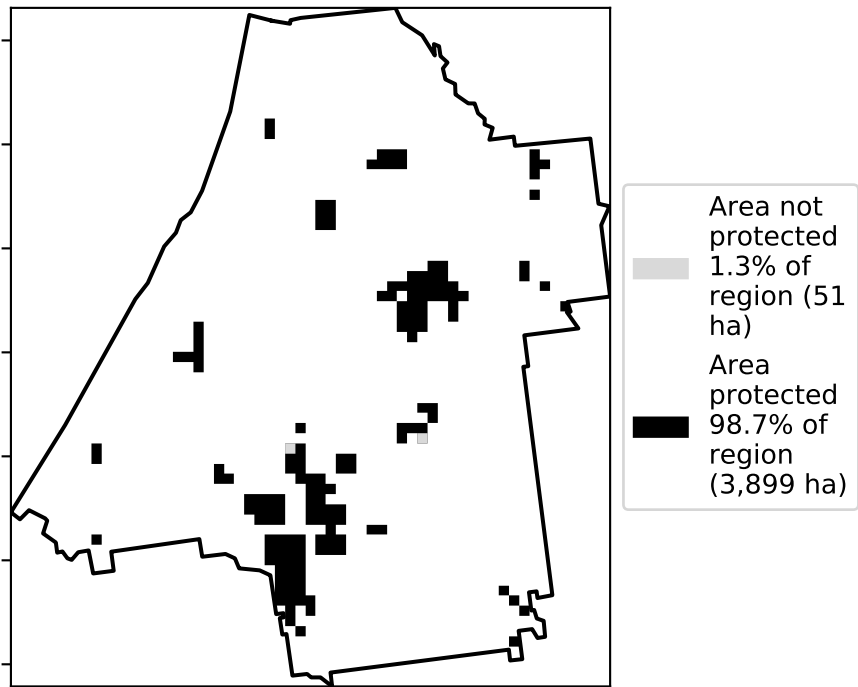 Area not
protected
1.3% of
region (51
ha)
Area
protected
98.7% of
region
(3,899 ha)